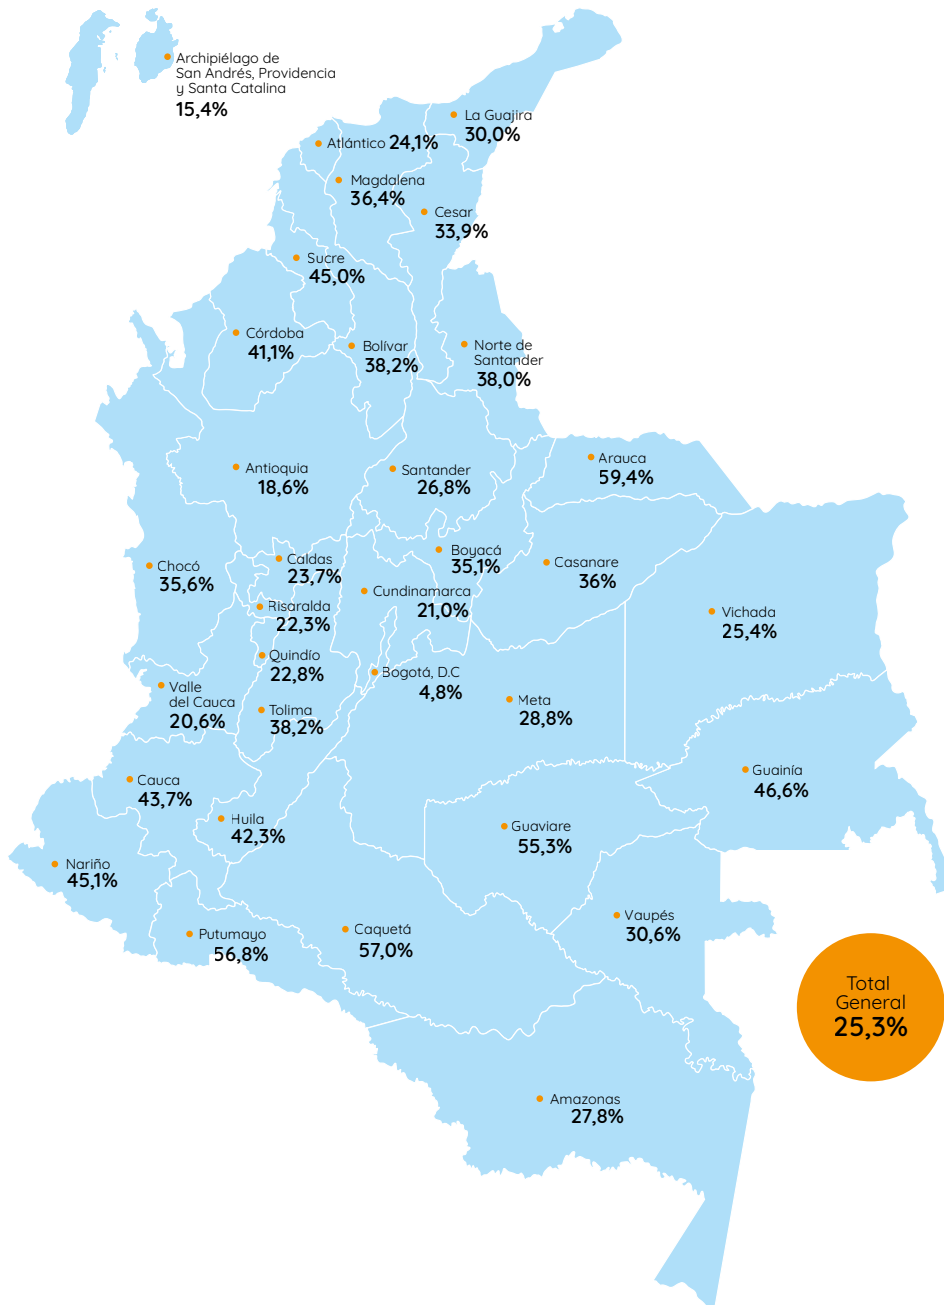 Archipiélago de
San Andrés, Providencia
y Santa Catalina
15,4%
La Guajira
30,0%
Atlántico 24,1%
Magdalena
36,4%
Cesar
33,9%
Sucre
45,0%
Córdoba
41,1%
Bolívar
38,2%
Norte de
Santander
38,0%
Antioquia
18,6%
Santander
26,8%
Arauca
59,4%
Chocó
35,6%
Caldas
23,7%
Boyacá
35,1%
Casanare
36%
Cundinamarca
21,0%
Risaralda
22,3%
Vichada
25,4%
Quindío
22,8%
Bogotá, D.C
4,8%
Valle
del Cauca
20,6%
Tolima
38,2%
Meta
28,8%
Cauca
43,7%
Guainía
46,6%
Huila
42,3%
Guaviare
55,3%
Nariño
45,1%
Vaupés
30,6%
Putumayo
56,8%
Caquetá
57,0%
Total
General
25,3%
Amazonas
27,8%